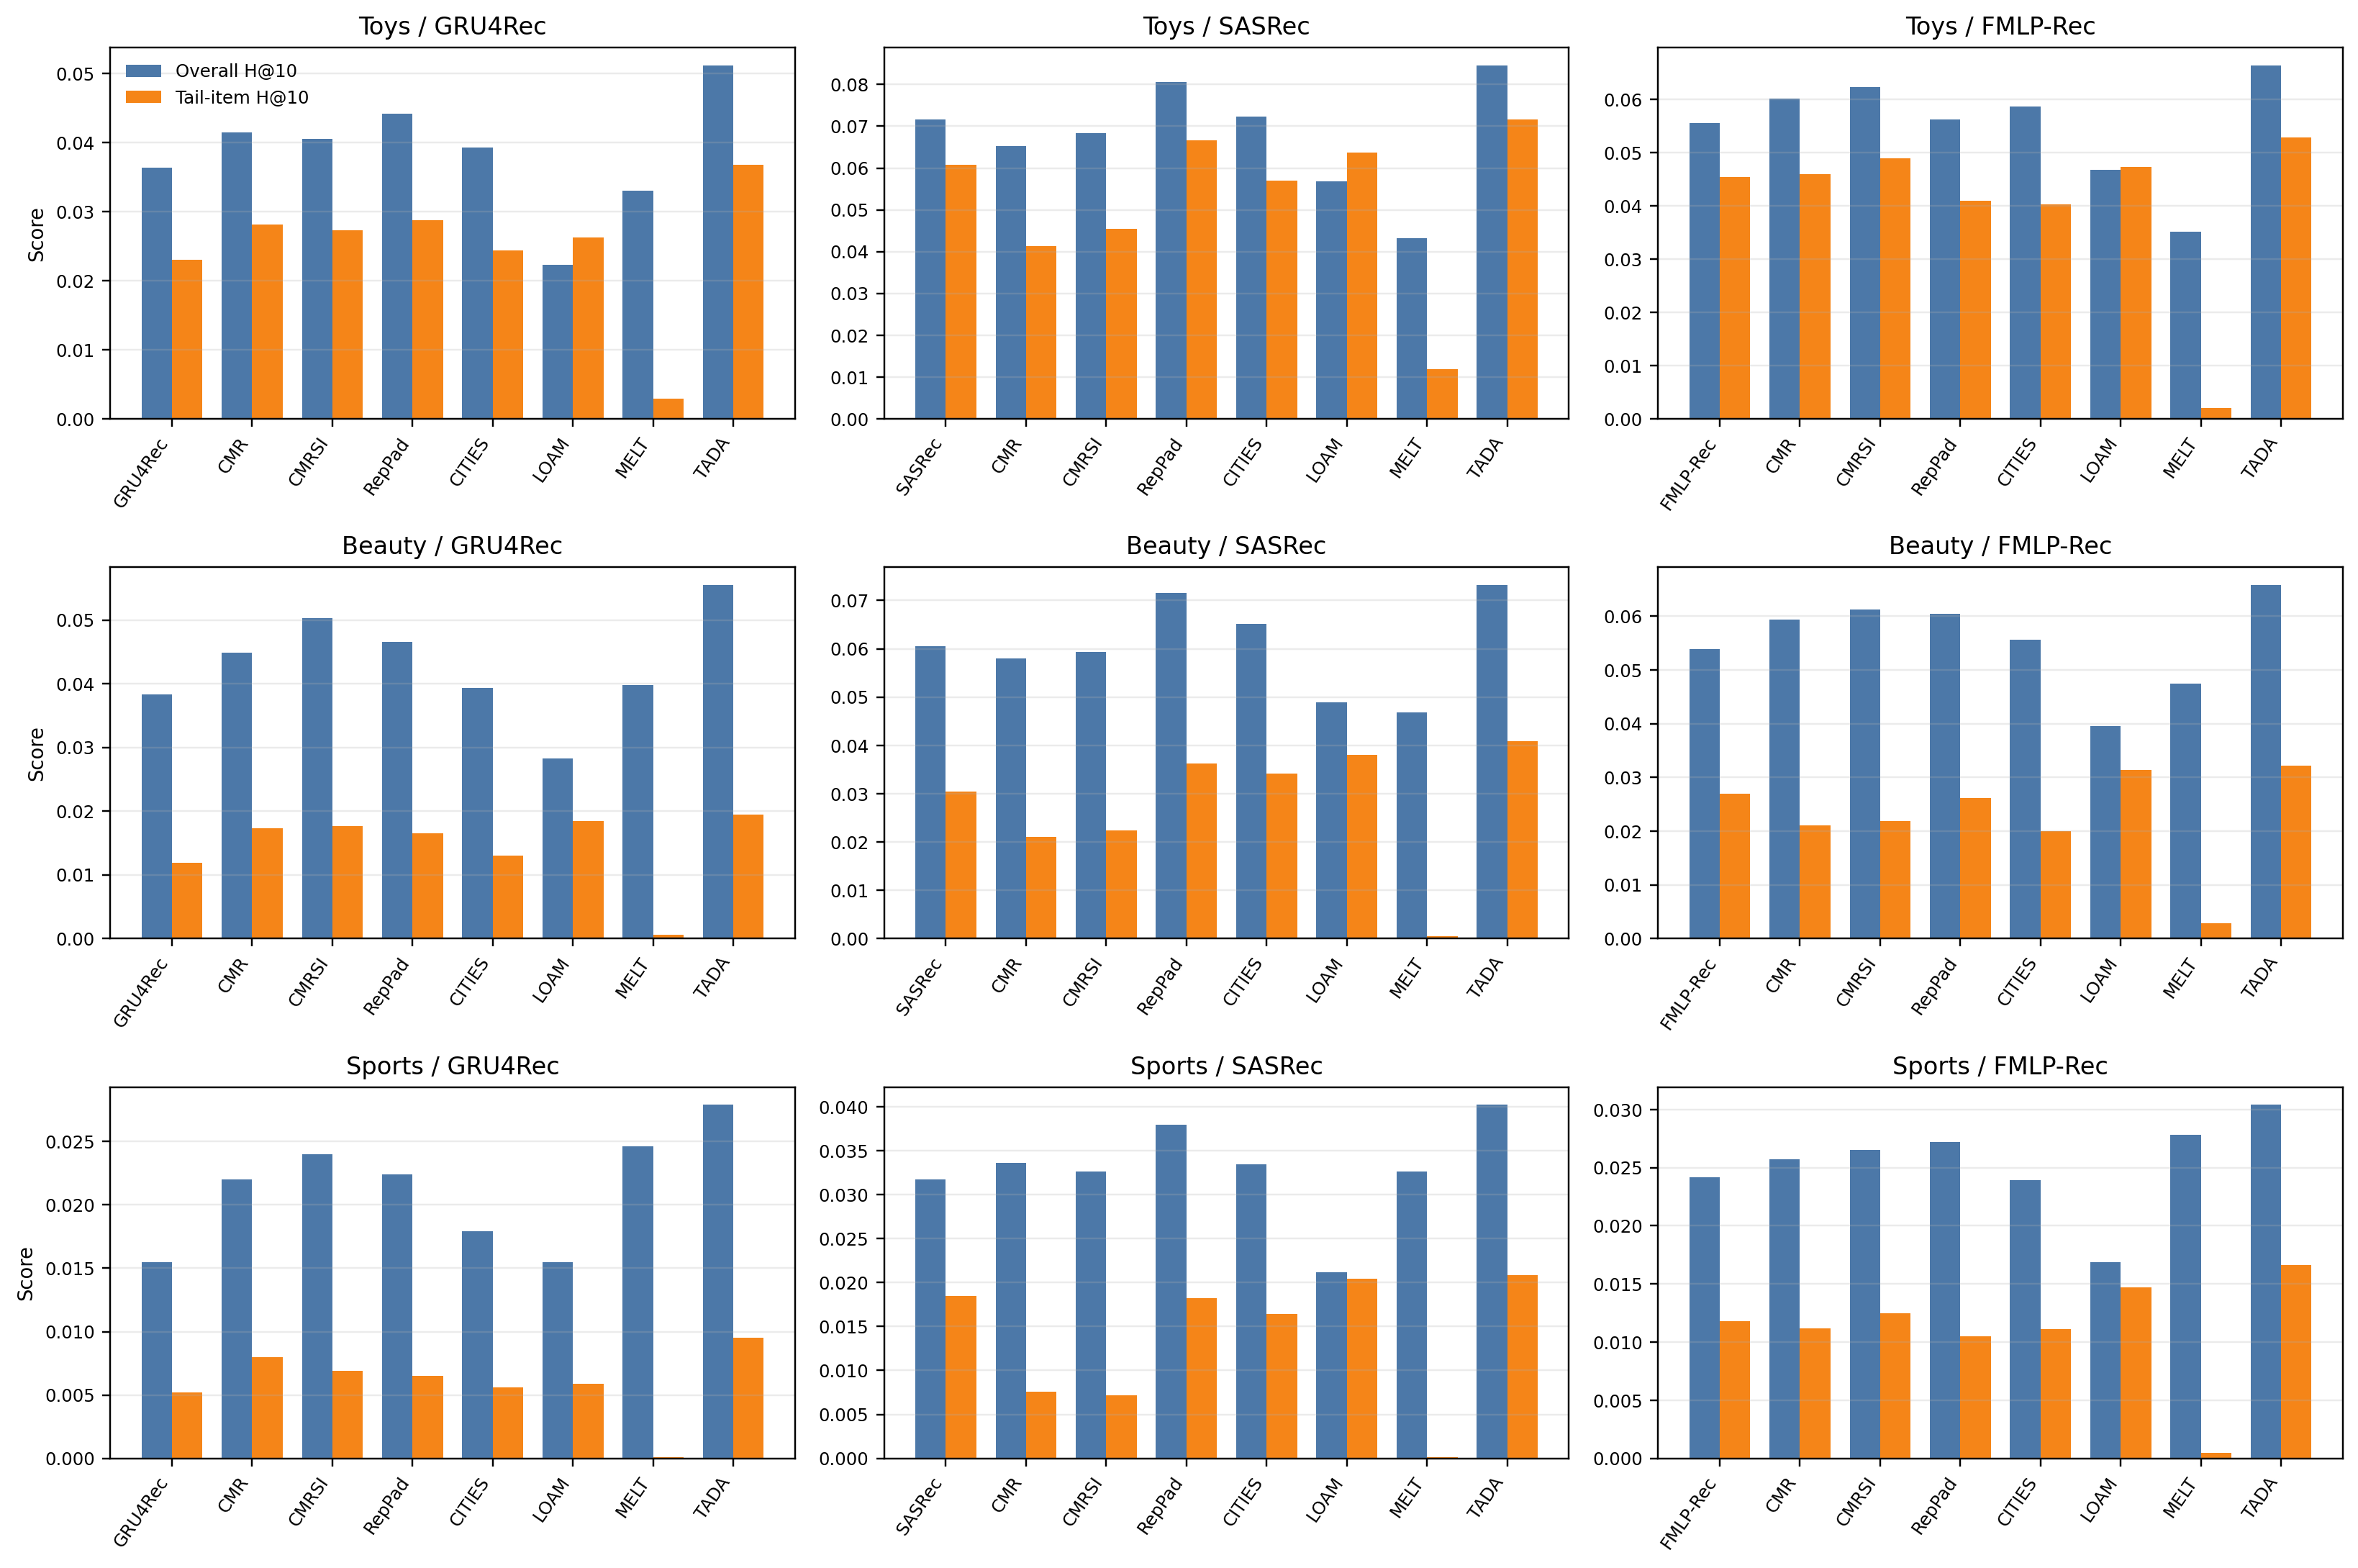 Toys / GRU4Rec
Overall H@10
Tail-item H@10
Score
0.05
0.04
0.03
0.02
0.01
0.00
GRU4Rec
CMR
CMRSI
RepPad
CITIES
LOAM
MELT
TADA
Toys / SASRec
0.08
0.07
0.06
0.05
0.04
0.03
0.02
0.01
0.00
SASRec
CMR
CMRSI
RepPad
CITIES
LOAM
MELT
TADA
Toys / FMLP-Rec
0.06
0.05
0.04
0.03
0.02
0.01
0.00
FMLP-Rec
CMR
CMRSI
RepPad
CITIES
LOAM
MELT
TADA
Beauty / GRU4Rec
Score
0.05
0.04
0.03
0.02
0.01
0.00
GRU4Rec
CMR
CMRSI
RepPad
CITIES
LOAM
MELT
TADA
Beauty / SASRec
0.07
0.06
0.05
0.04
0.03
0.02
0.01
0.00
SASRec
CMR
CMRSI
RepPad
CITIES
LOAM
MELT
TADA
Beauty / FMLP-Rec
0.06
0.05
0.04
0.03
0.02
0.01
0.00
FMLP-Rec
CMR
CMRSI
RepPad
CITIES
LOAM
MELT
TADA
Sports / GRU4Rec
Score
0.025
0.020
0.015
0.010
0.005
0.000
GRU4Rec
CMR
CMRSI
RepPad
CITIES
LOAM
MELT
TADA
Sports / SASRec
0.040
0.035
0.030
0.025
0.020
0.015
0.010
0.005
0.000
SASRec
CMR
CMRSI
RepPad
CITIES
LOAM
MELT
TADA
Sports / FMLP-Rec
0.030
0.025
0.020
0.015
0.010
0.005
0.000
FMLP-Rec
CMR
CMRSI
RepPad
CITIES
LOAM
MELT
TADA